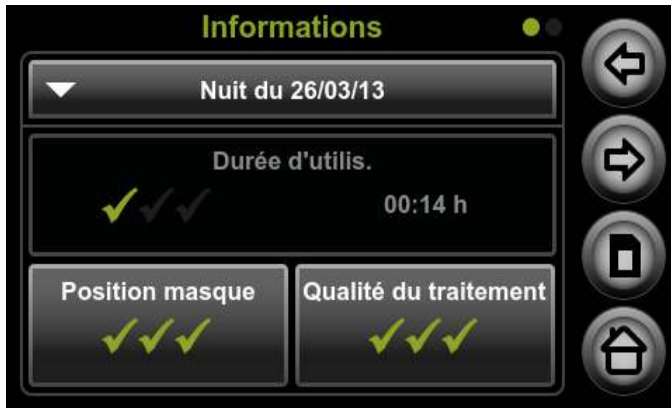 Informations
Nuit du 26/03/13
Durée d'utilis.
00:14 h
Position masque
Qualité du traitement